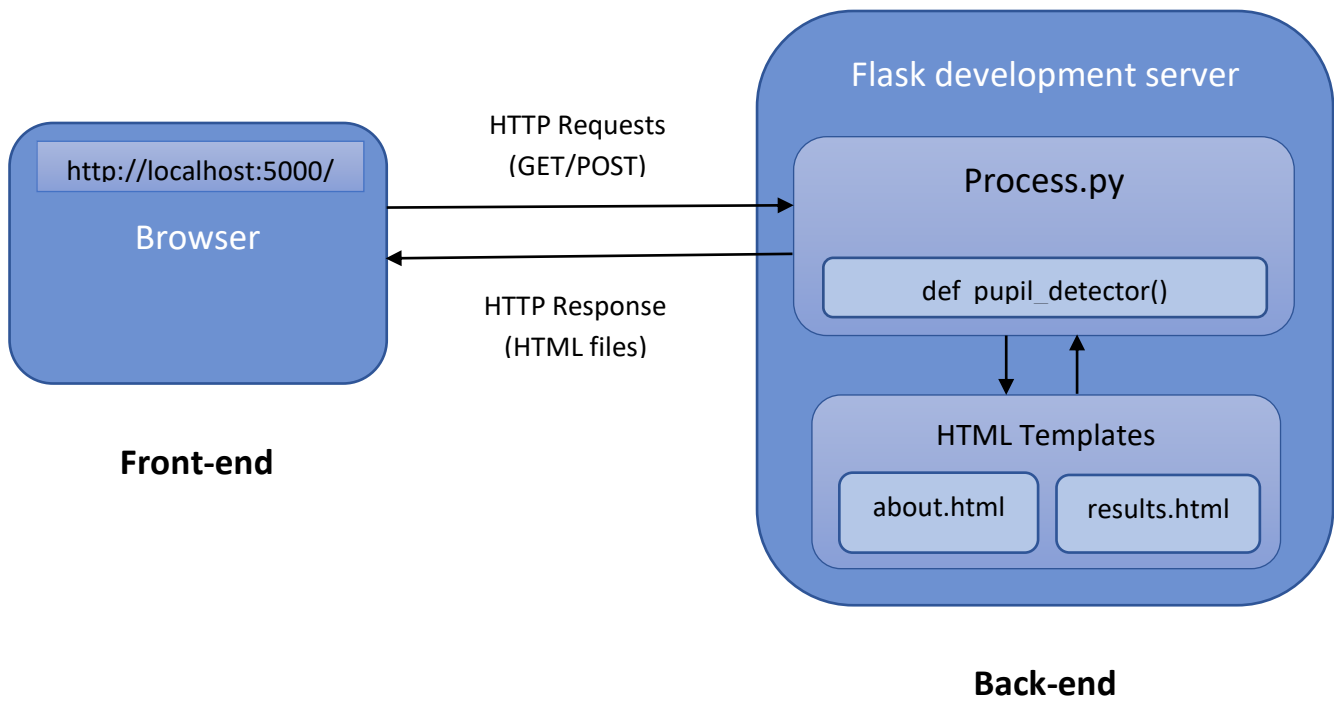 http://localhost:5000/
Browser
Front-end
HTTP Requests
(GET/POST)
HTTP Response
(HTML files)
Flask development server
Process.py
def pupil_detector()
HTML Templates
about.html
results.html
Back-end